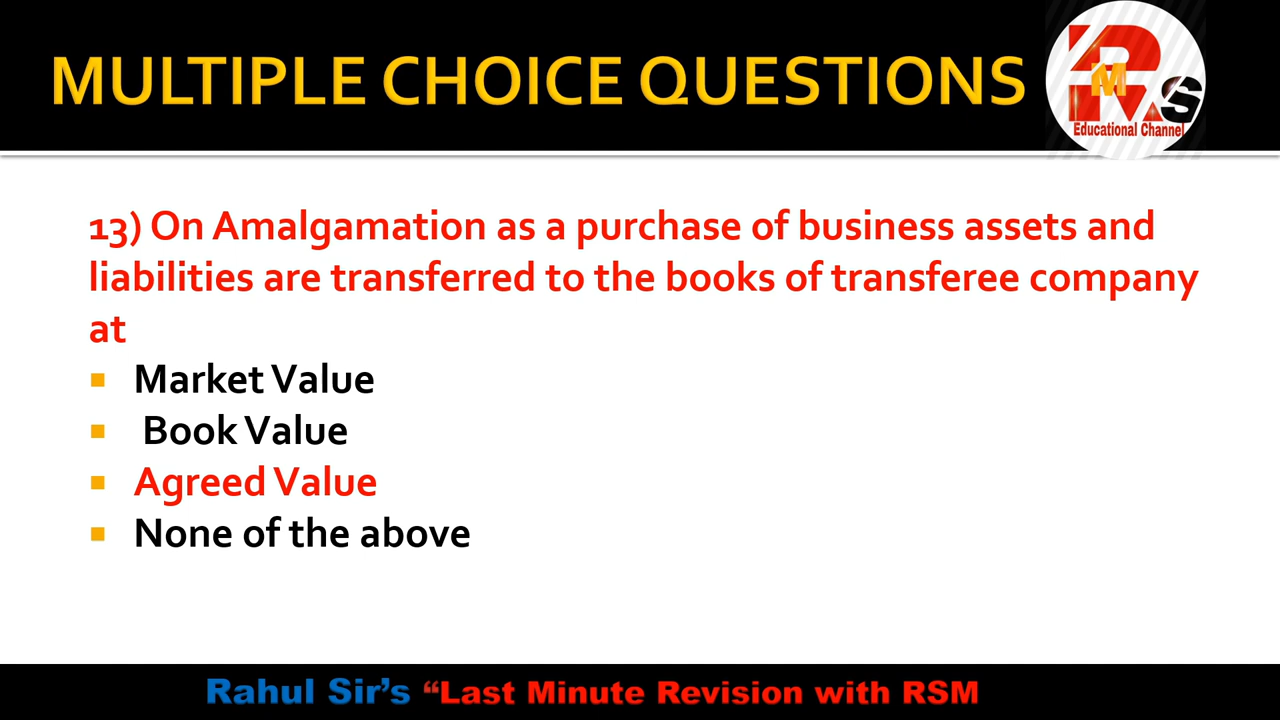 MULTIPLE CHOICE QUESTIONS
RMS
Educational Channel
13) On Amalgamation as a purchase of business assets and
liabilities are transferred to the books of transferee company
at
Market Value
Book Value
Agreed Value
None of the above
Rahul Sir’s “Last Minute Revision with RSM